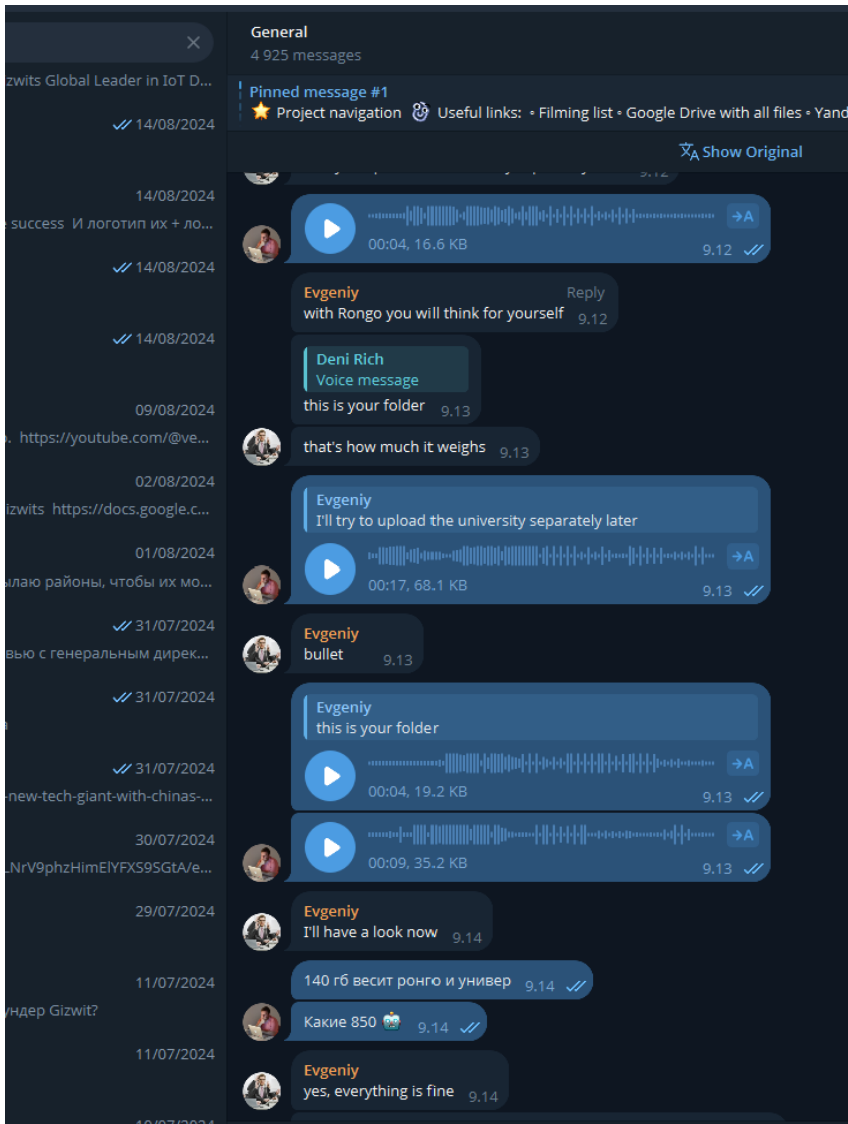 zwits Global Leader in IoT D...
14/08/2024
14/08/2024
success И логотип их + ло...
14/08/2024
14/08/2024
09/08/2024
https://youtube.com/@ve...
02/08/2024
izwits https://docs.google.c...
01/08/2024
ылаю районы, чтобы их мо...
31/07/2024
вью с генеральным дирек...
31/07/2024
31/07/2024
-new-tech-giant-with-chinas-...
30/07/2024
LNrV9phzHimElYFXS9SGtA/e...
29/07/2024
11/07/2024
ундер Gizwit?
11/07/2024
General
4 925 messages
Pinned message #1
⭐ Project navigation Useful links: ◦ Filming list ◦ Google Drive with all files ◦ Yand
Show Original
9.12
→A
00:04, 16.6 KB
9.12
Evgeniy Reply
with Rongo you will think for yourself 9.12
Deni Rich
Voice message
this is your folder 9.13
that's how much it weighs 9.13
Evgeniy
I'll try to upload the university separately later
→A
00:17, 68.1 KB
9.13
Evgeniy
bullet 9.13
Evgeniy
this is your folder
→A
00:04, 19.2 KB
9.13
→A
00:09, 35.2 KB
9.13
Evgeniy
I'll have a look now 9.14
140 гб весит ронго и универ 9.14
Какие 850 🤖 9.14
Evgeniy
yes, everything is fine 9.14